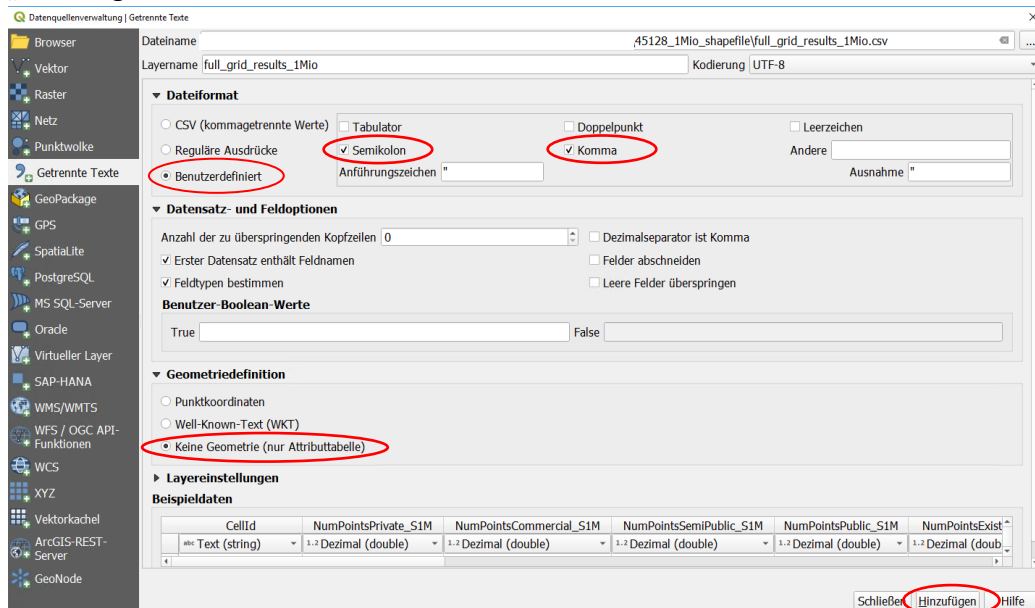 Datenquellenverwaltung | Getrennte Texte
Browser
Vektor
Raster
Netz
Punktwolke
Getrennte Texte
GeoPackage
GPS
SpatiaLite
PostgreSQL
MS SQL-Server
Oracle
Virtueller Layer
SAP-HANA
WMS/WMTS
WFS / OGC API-
Funktionen
WCS
XYZ
Vektorkachel
ArcGIS-REST-
Server
GeoNode
Dateiname 45128_1Mio_shapefile\full_grid_results_1Mio.csv ...
Layername full_grid_results_1Mio Kodierung UTF-8
Dateiformat
CSV (kommagetrennte Werte) Tabulator Doppelpunkt Leerzeichen
Reguläre Ausdrücke Semikolon Komma Andere
Benutzerdefiniert Anführungszeichen " Ausnahme "
Datensatz- und Feldoptionen
Anzahl der zu überspringenden Kopfzeilen 0 Dezimalseparator ist Komma
Erster Datensatz enthält Feldnamen Felder abschneiden
Feldtypen bestimmen Leere Felder überspringen
Benutzer-Boolean-Werte
True False
Geometriedefinition
Punktkoordinaten
Well-Known-Text (WKT)
Keine Geometrie (nur Attributtabelle)
Layereinstellungen
Beispieldaten
CellId NumPointsPrivate_S1M NumPointsCommercial_S1M NumPointsSemiPublic_S1M NumPointsPublic_S1M NumPointsExist
abc Text (string) 1.2 Dezimal (double) 1.2 Dezimal (double) 1.2 Dezimal (double) 1.2 Dezimal (double) 1.2 Dezimal (doub
Schließen Hinzufügen Hilfe